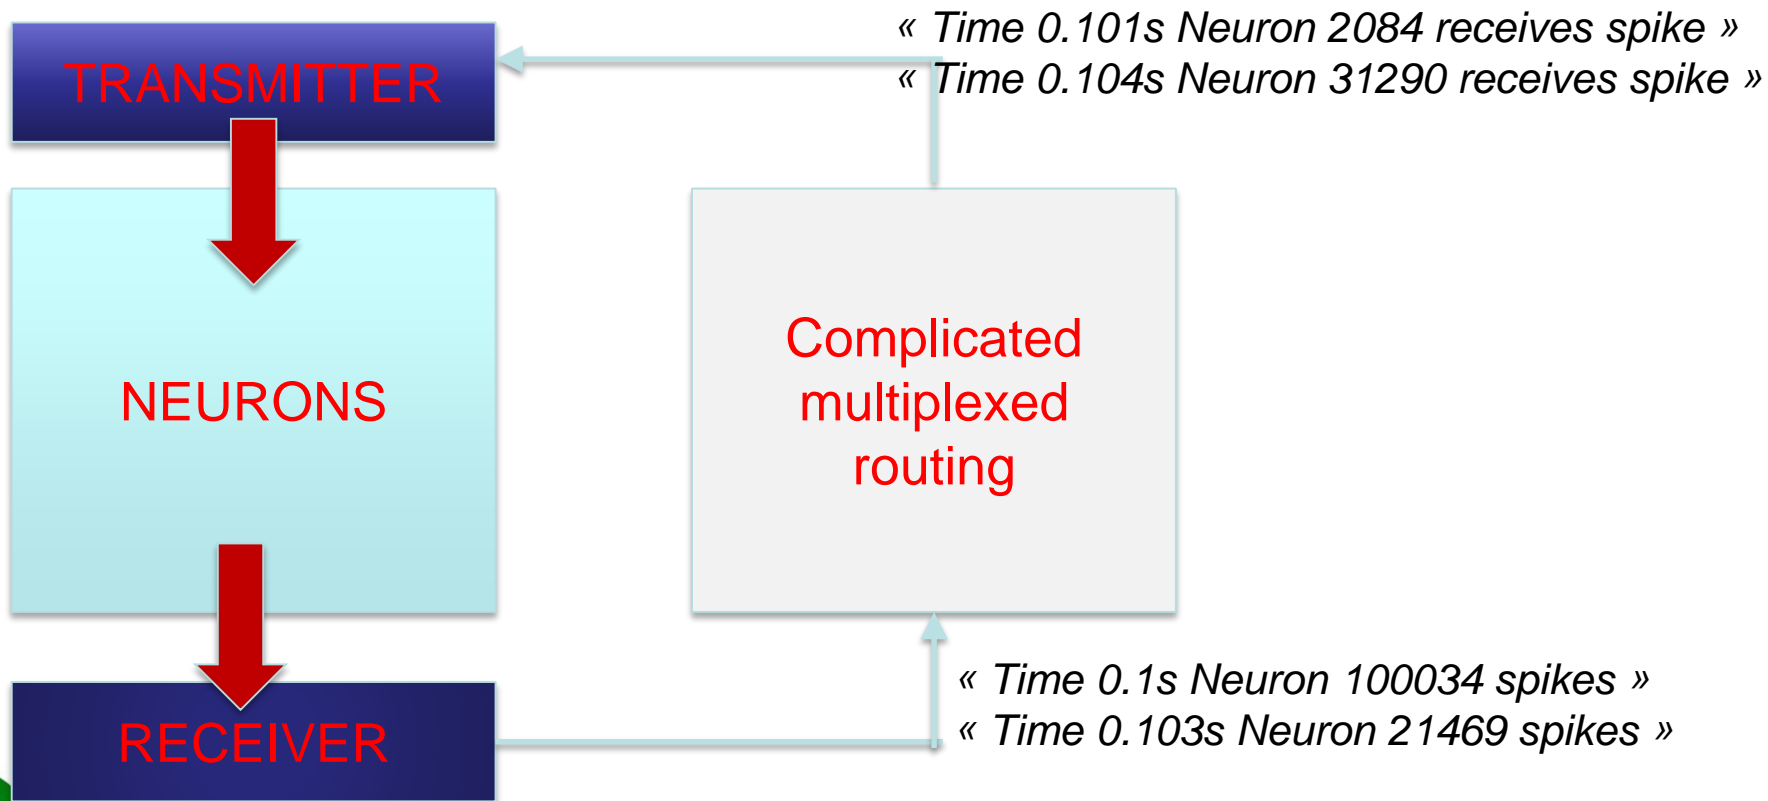 « Time 0.101s Neuron 2084 receives spike »
« Time 0.104s Neuron 31290 receives spike »
TRANSMITTER
NEURONS
Complicated
multiplexed
routing
« Time 0.1s Neuron 100034 spikes »
« Time 0.103s Neuron 21469 spikes »
RECEIVER